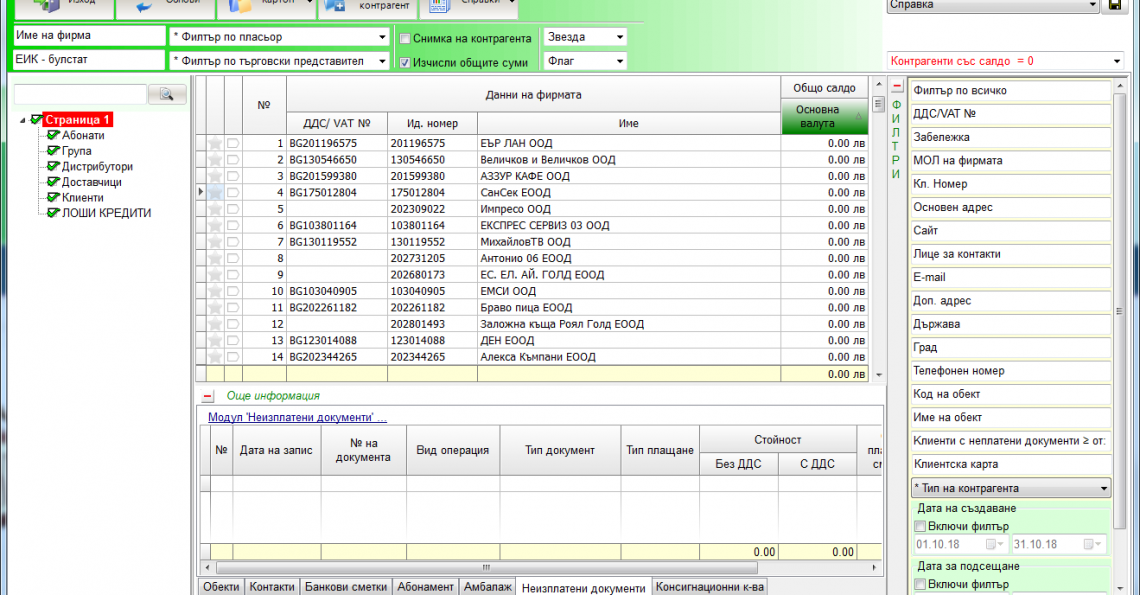 Изход
Основи
картон
контрагент
Справки
Справка
Име на фирма
* Филтър по пласьор
Снимка на контрагента
Звезда
ЕИК - булстат
* Филтър по търговски представител
Изчисли общите суми
Флаг
Контрагенти със салдо = 0
Страница 1
Абонати
Група
Дистрибутори
Доставчици
Клиенти
ЛОШИ КРЕДИТИ
№
Данни на фирмата
Общо салдо
ДДС/ VAT №
Ид. номер
Име
Основна валута
1 BG201196575 201196575 ЕЪР ЛАН ООД 0.00 лв
2 BG130546650 130546650 Величков и Величков ООД 0.00 лв
3 BG201599380 201599380 АЗЗУР КАФЕ ООД 0.00 лв
4 BG175012804 175012804 СанСек ЕООД 0.00 лв
5 202309022 Импресо ООД 0.00 лв
6 BG103801164 103801164 ЕКСПРЕС СЕРВИЗ 03 ООД 0.00 лв
7 BG130119552 130119552 МихайловТВ ООД 0.00 лв
8 202731205 Антонио 06 ЕООД 0.00 лв
9 202680173 ЕС. ЕЛ. АЙ. ГОЛД ЕООД 0.00 лв
10 BG103040905 103040905 ЕМСИ ООД 0.00 лв
11 BG202261182 202261182 Браво пица ЕООД 0.00 лв
12 202801493 Заложна къща Роял Голд ЕООД 0.00 лв
13 BG123014088 123014088 ДЕН ЕООД 0.00 лв
14 BG202344265 202344265 Алекса Къмпани ЕООД 0.00 лв
0.00 лв
Още информация
Модул 'Неизплатени документи' ...
№
Дата на запис
№ на документа
Вид операция
Тип документ
Тип плащане
Стойност
Без ДДС
С ДДС
0.00 0.00
Обекти
Контакти
Банкови сметки
Абонамент
Амбалаж
Неизплатени документи
Консигнационни к-ва
ФИЛТРИ
Филтър по всичко
ДДС/VAT №
Забележка
МОЛ на фирмата
Кл. Номер
Основен адрес
Сайт
Лице за контакти
E-mail
Доп. адрес
Държава
Град
Телефонен номер
Код на обект
Име на обект
Клиенти с неплатени документи ≥ от:
Клиентска карта
* Тип на контрагента
Дата на създаване
Включи филтър
01.10.18 31.10.18
Дата за подсещане
Включи филтър